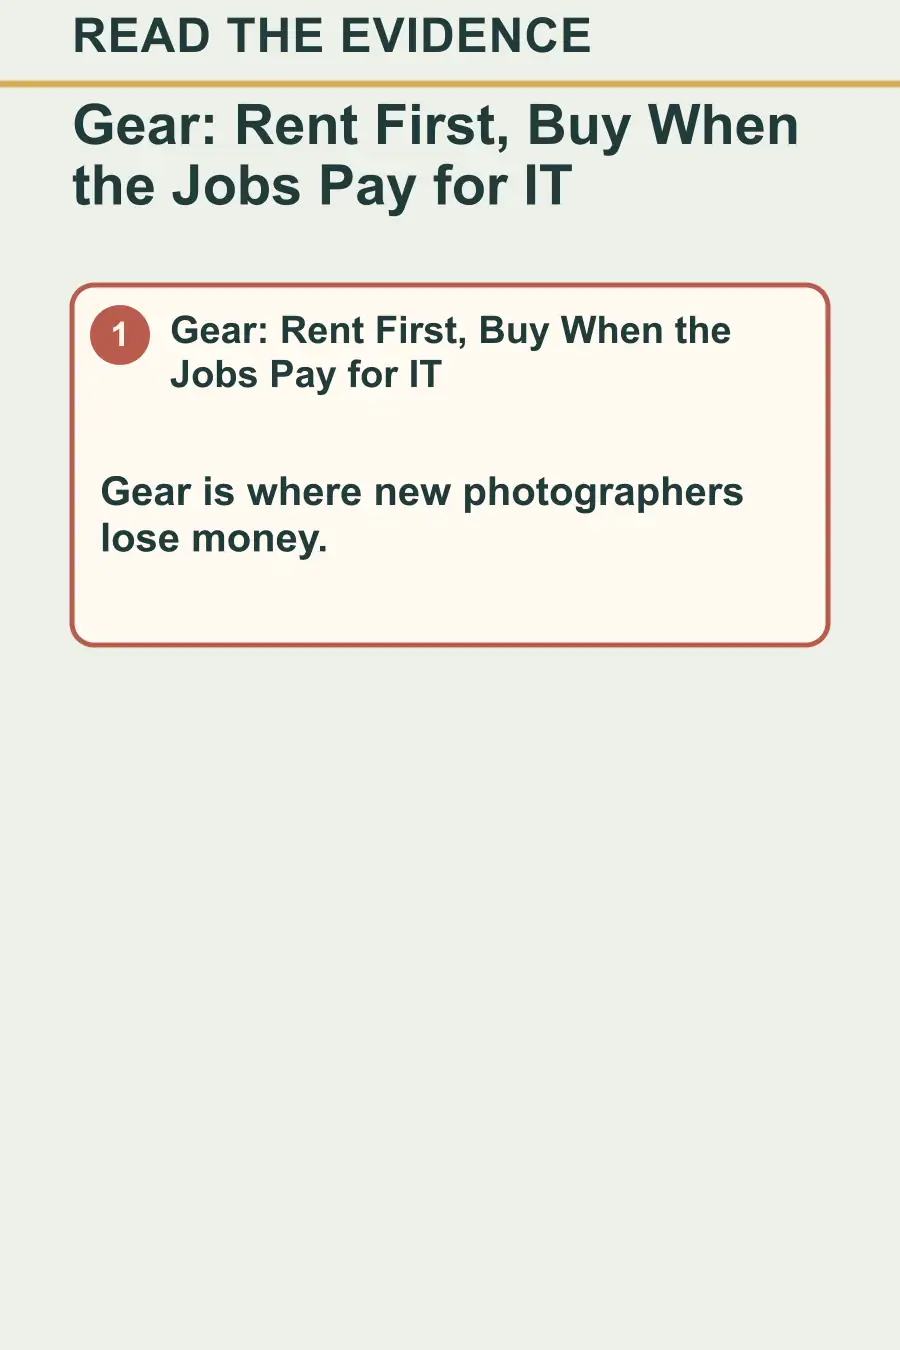 READ THE EVIDENCE
Gear: Rent First, Buy When
the Jobs Pay for IT
1
Gear: Rent First, Buy When the
Jobs Pay for IT
Gear is where new photographers
lose money.